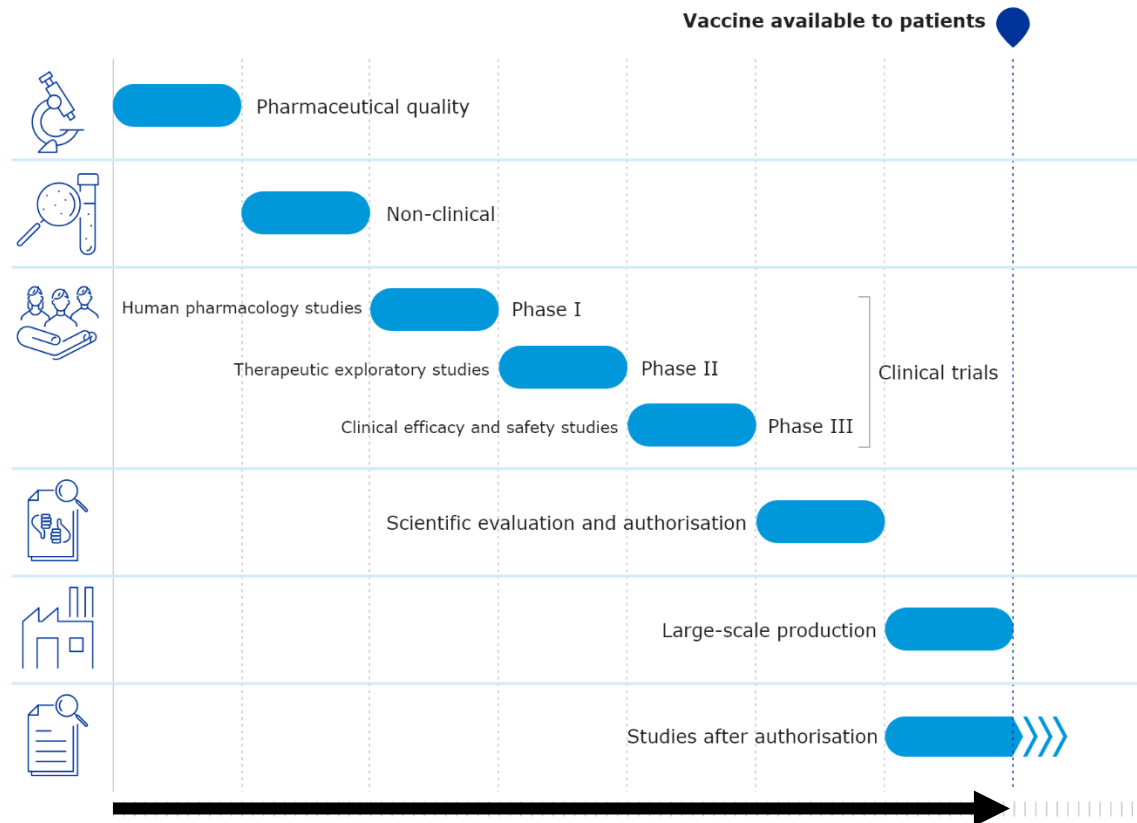 Vaccine available to patients
Pharmaceutical quality
Non-clinical
Human pharmacology studies
Phase I
Therapeutic exploratory studies
Phase II
Clinical trials
Clinical efficacy and safety studies
Phase III
Scientific evaluation and authorisation
Large-scale production
Studies after authorisation